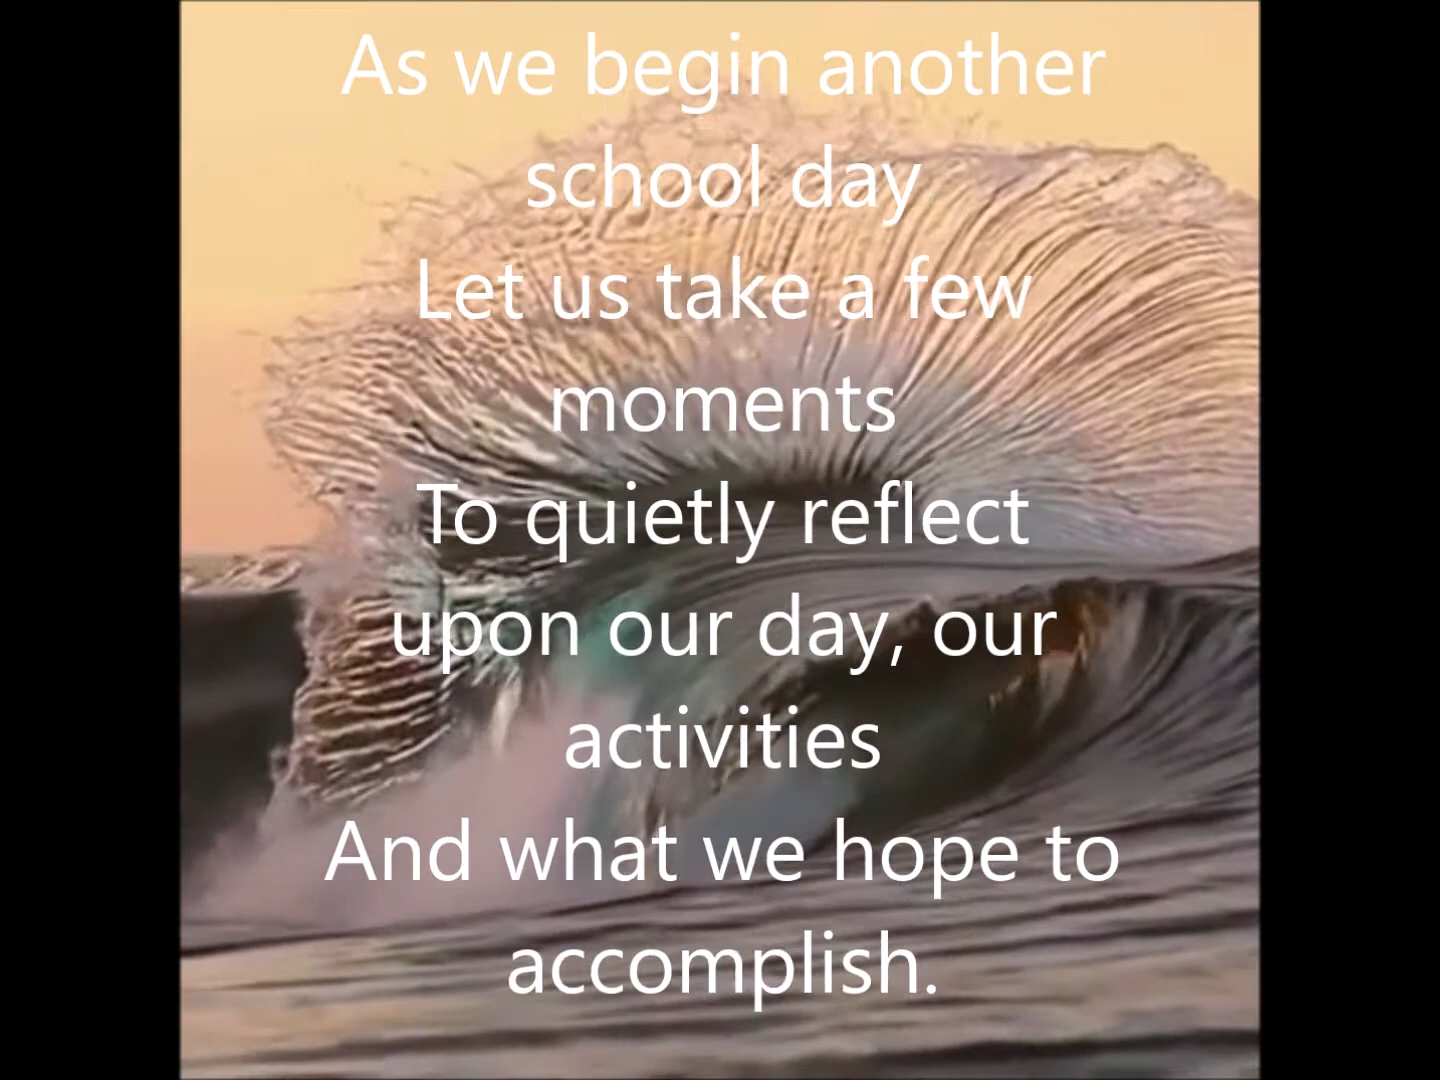 As we begin another
school day
Let us take a few
moments
To quietly reflect
upon our day, our
activities
And what we hope to
accomplish.